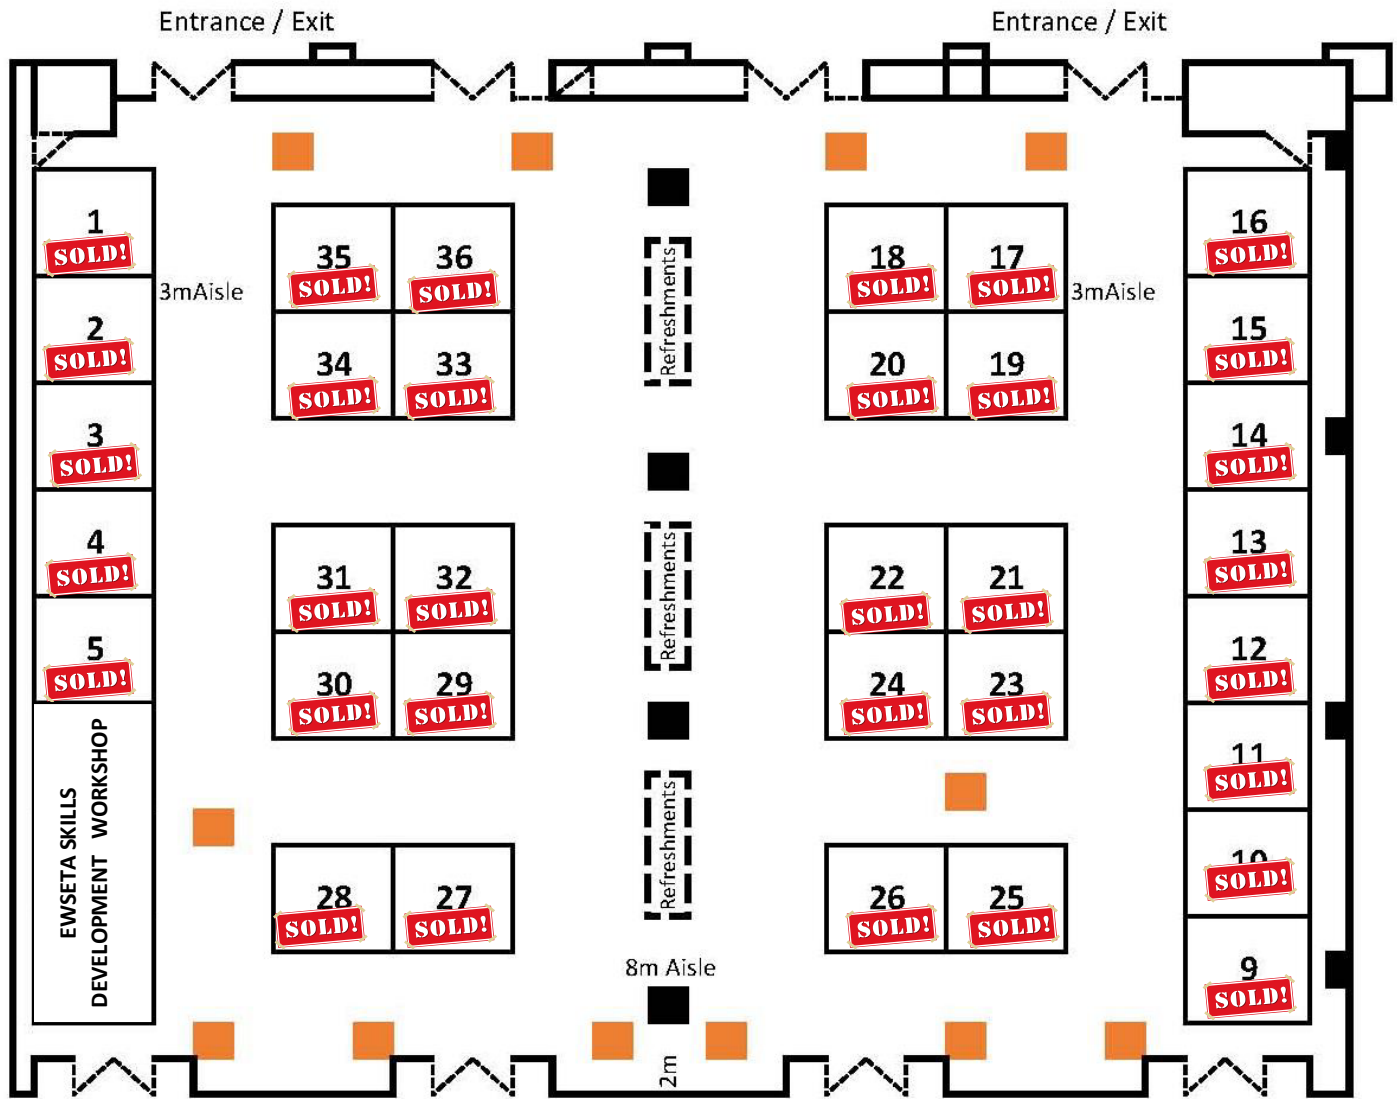 Entrance / Exit
Entrance / Exit
1
SOLD!
2
SOLD!
3
SOLD!
4
SOLD!
5
SOLD!
EWSETA SKILLS
DEVELOPMENT WORKSHOP
3mAisle
35
SOLD!
36
SOLD!
34
SOLD!
33
SOLD!
31
SOLD!
32
SOLD!
30
SOLD!
29
SOLD!
28
SOLD!
27
SOLD!
Refreshments
Refreshments
Refreshments
8m Aisle
2m
18
SOLD!
17
SOLD!
20
SOLD!
19
SOLD!
22
SOLD!
21
SOLD!
24
SOLD!
23
SOLD!
26
SOLD!
25
SOLD!
3mAisle
16
SOLD!
15
SOLD!
14
SOLD!
13
SOLD!
12
SOLD!
11
SOLD!
10
SOLD!
9
SOLD!